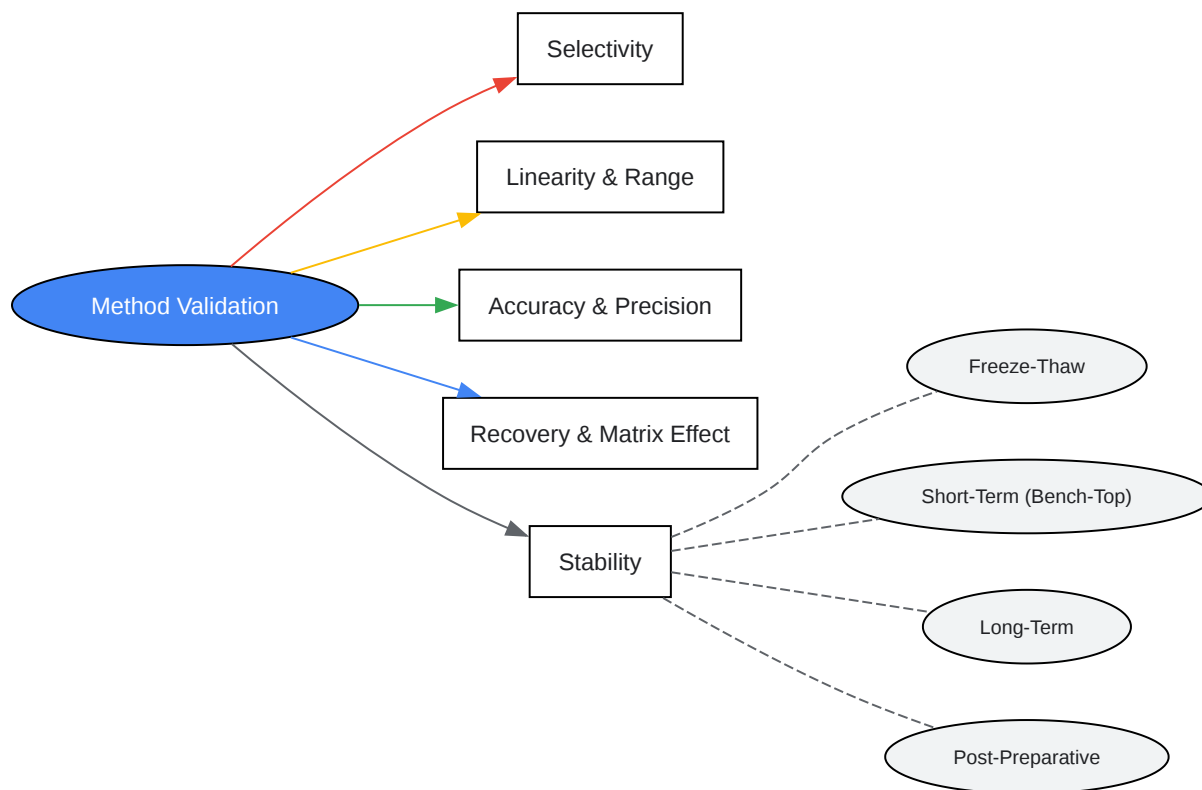 Selectivity
Linearity & Range
Method Validation
Accuracy & Precision
Freeze-Thaw
Recovery & Matrix Effect
Short-Term (Bench-Top)
Stability
Long-Term
Post-Preparative